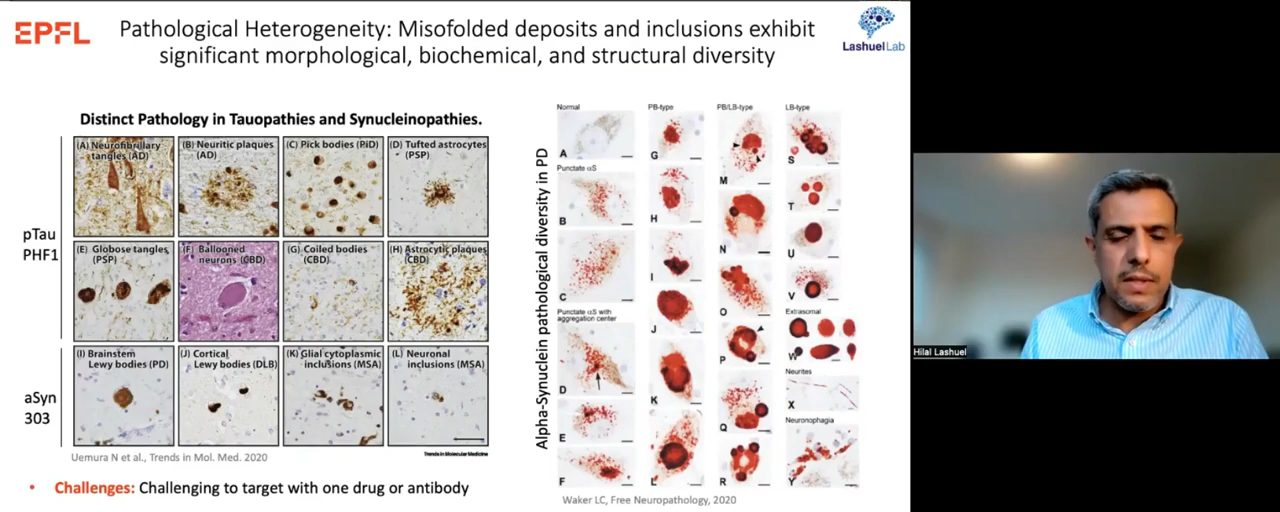 EPFL
Pathological Heterogeneity: Misfolded deposits and inclusions exhibit
significant morphological, biochemical, and structural diversity
LashuelLab
Distinct Pathology in Tauopathies and Synucleinopathies.
pTau
PHF1
(A) Neurofibrillary
tangles (AD)
(B) Neuritic plaques
(AD)
(C) Pick bodies (PiD)
(D) Tufted astrocytes
(PSP)
(E) Globose tangles
(PSP)
(F) Ballooned
neurons (CBD)
(G) Coiled bodies
(CBD)
(H) Astrocytic plaques
(CBD)
aSyn
303
(I) Brainstem
Lewy bodies (PD)
(J) Cortical
Lewy bodies (DLB)
(K) Glial cytoplasmic
inclusions (MSA)
(L) Neuronal
inclusions (MSA)
Uemura N et al., Trends in Mol. Med. 2020
Trends in Molecular Medicine
• Challenges: Challenging to target with one drug or antibody
Alpha-Synuclein pathological diversity in PD
Normal
A
Punctate αS
B
C
Punctate αS with
aggregation center
D
E
F
PB-type
G
H
I
J
K
L
PB/LB-type
M
N
O
P
Q
R
LB-type
S
T
U
V
Extrasomal
W
Neurites
X
Neuronophagia
Y
Waker LC, Free Neuropathology, 2020
Hilal Lashuel